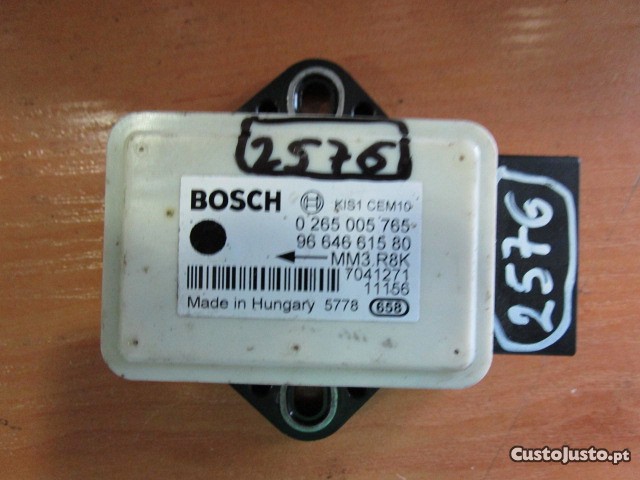 2576
BOSCH KIS1 CEM10
0 265 005 765
96 646 615 80
MM3.R8K
7041271
11156
Made in Hungary 5778 658
2576
CustoJusto.pt